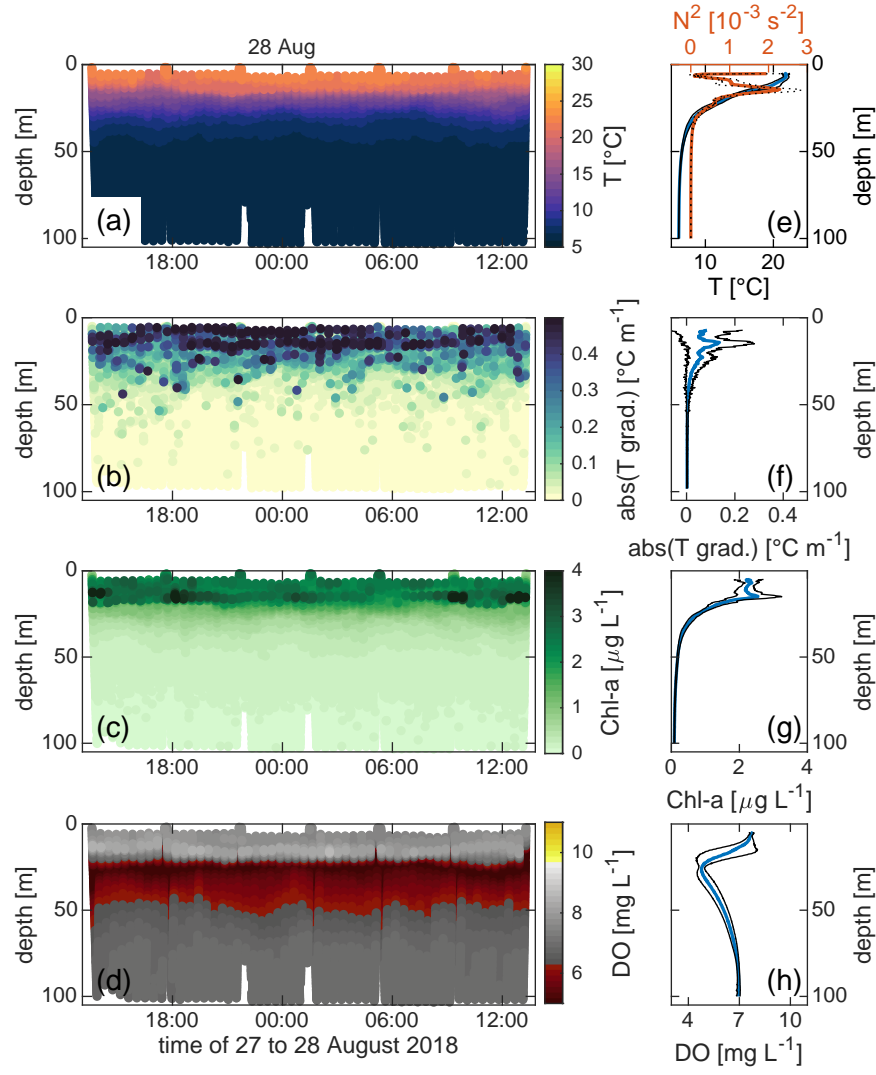 28 Aug
N² [10⁻³ s⁻²]
0 1 2 3
0
50
100
depth [m]
(a)
18:00 00:00 06:00 12:00
30
25
20
15
10
5
T [°C]
0
50
100
depth [m]
(e)
10 20
T [°C]
0
50
100
depth [m]
(b)
18:00 00:00 06:00 12:00
0.4
0.3
0.2
0.1
0
abs(T grad.) [°C m⁻¹]
0
50
100
depth [m]
(f)
0 0.2 0.4
abs(T grad.) [°C m⁻¹]
0
50
100
depth [m]
(c)
18:00 00:00 06:00 12:00
4
3
2
1
0
Chl-a [μg L⁻¹]
0
50
100
depth [m]
(g)
0 2 4
Chl-a [μg L⁻¹]
0
50
100
depth [m]
(d)
18:00 00:00 06:00 12:00
time of 27 to 28 August 2018
10
9
8
7
6
DO [mg L⁻¹]
0
50
100
depth [m]
(h)
4 7 10
DO [mg L⁻¹]